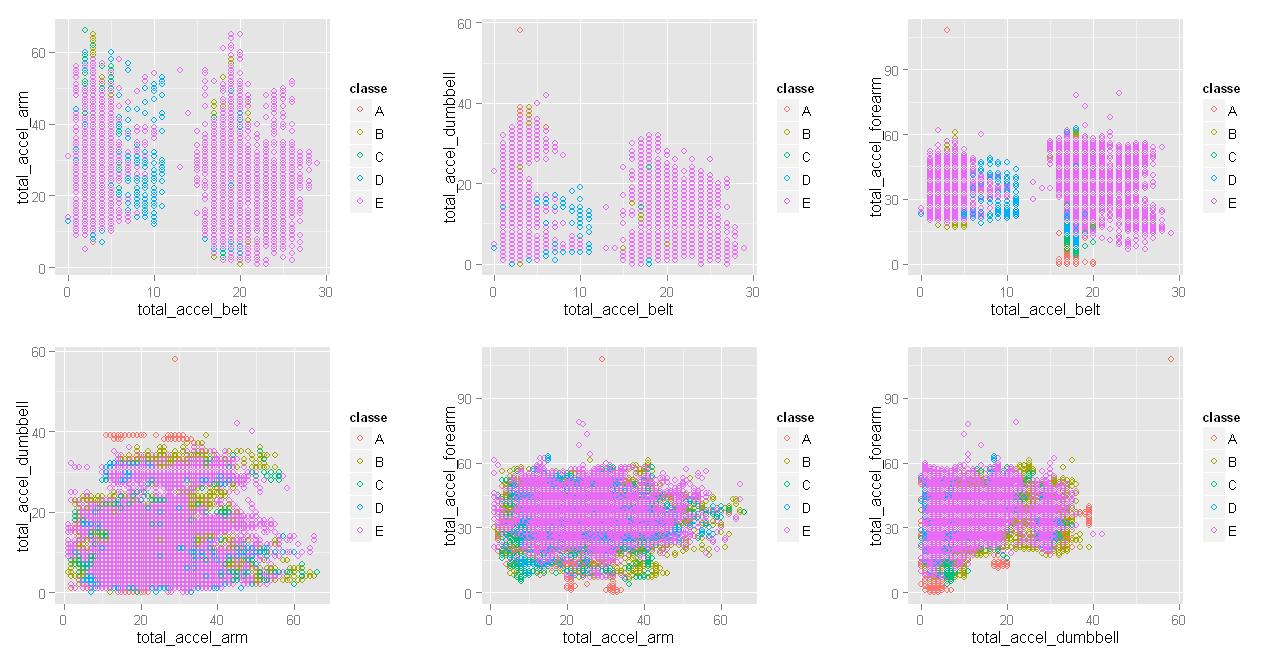 total_accel_arm
60
40
20
0
0 10 20 30
total_accel_belt
classe
A
B
C
D
E
total_accel_dumbbell
60
40
20
0
0 10 20 30
total_accel_belt
classe
A
B
C
D
E
total_accel_forearm
90
60
30
0
0 10 20 30
total_accel_belt
classe
A
B
C
D
E
total_accel_dumbbell
60
40
20
0
0 20 40 60
total_accel_arm
classe
A
B
C
D
E
total_accel_forearm
90
60
30
0
0 20 40 60
total_accel_arm
classe
A
B
C
D
E
total_accel_forearm
90
60
30
0
0 20 40 60
total_accel_dumbbell
classe
A
B
C
D
E